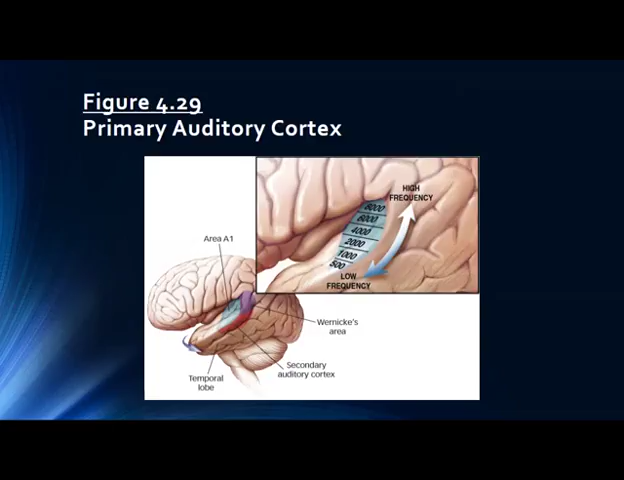 Figure 4.29
Primary Auditory Cortex
HIGH
FREQUENCY
8000
6000
4000
2000
1000
500
LOW
FREQUENCY
Area A1
Wernicke's
area
Secondary
auditory cortex
Temporal
lobe